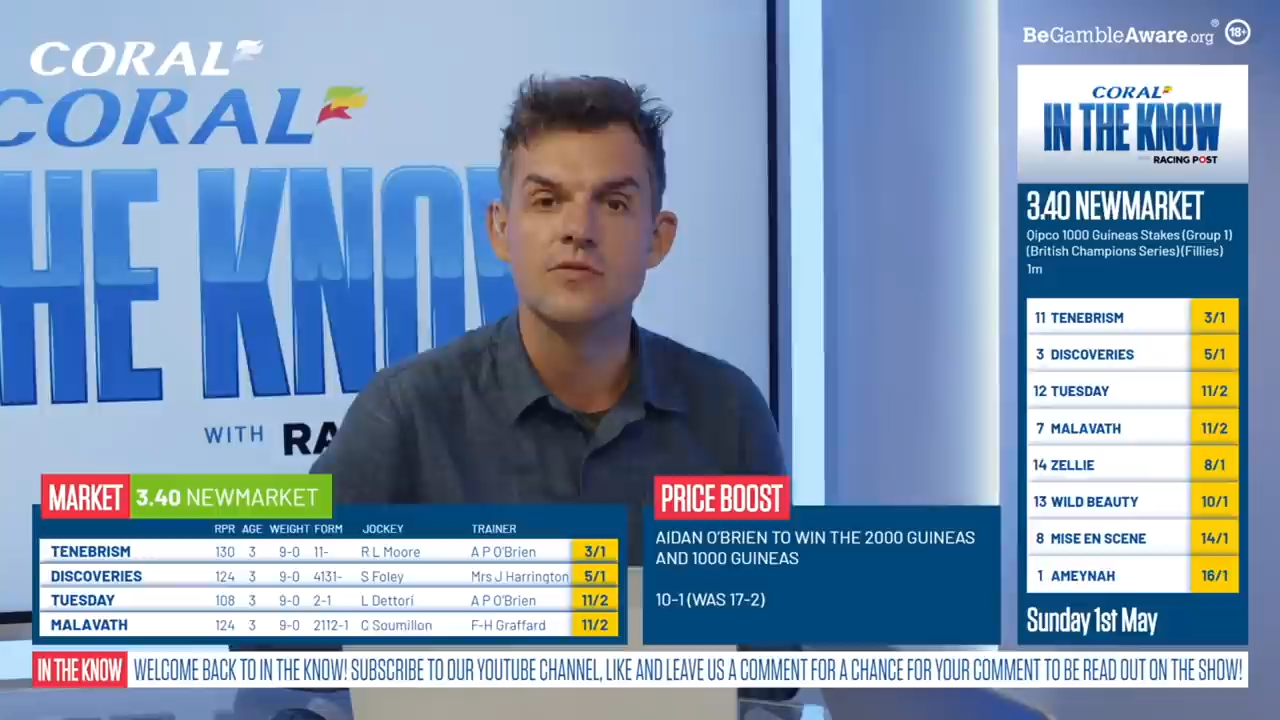 CORAL
CORAL
THE KNOW
WITH RA
BeGambleAware.org® 18+
CORAL
IN THE KNOW
WITH RACING POST
3.40 NEWMARKET
Qipco 1000 Guineas Stakes (Group 1)
(British Champions Series)(Fillies)
1m
11 TENEBRISM 3/1
3 DISCOVERIES 5/1
12 TUESDAY 11/2
7 MALAVATH 11/2
14 ZELLIE 8/1
13 WILD BEAUTY 10/1
8 MISE EN SCENE 14/1
1 AMEYNAH 16/1
Sunday 1st May
MARKET 3.40 NEWMARKET
RPR AGE WEIGHT FORM JOCKEY TRAINER
TENEBRISM 130 3 9-0 11- R L Moore A P O'Brien 3/1
DISCOVERIES 124 3 9-0 4131- S Foley Mrs J Harrington 5/1
TUESDAY 108 3 9-0 2-1 L Dettori A P O'Brien 11/2
MALAVATH 124 3 9-0 2112-1 C Soumillon F-H Graffard 11/2
PRICE BOOST
AIDAN O'BRIEN TO WIN THE 2000 GUINEAS
AND 1000 GUINEAS
10-1 (WAS 17-2)
IN THE KNOW WELCOME BACK TO IN THE KNOW! SUBSCRIBE TO OUR YOUTUBE CHANNEL, LIKE AND LEAVE US A COMMENT FOR A CHANCE FOR YOUR COMMENT TO BE READ OUT ON THE SHOW!